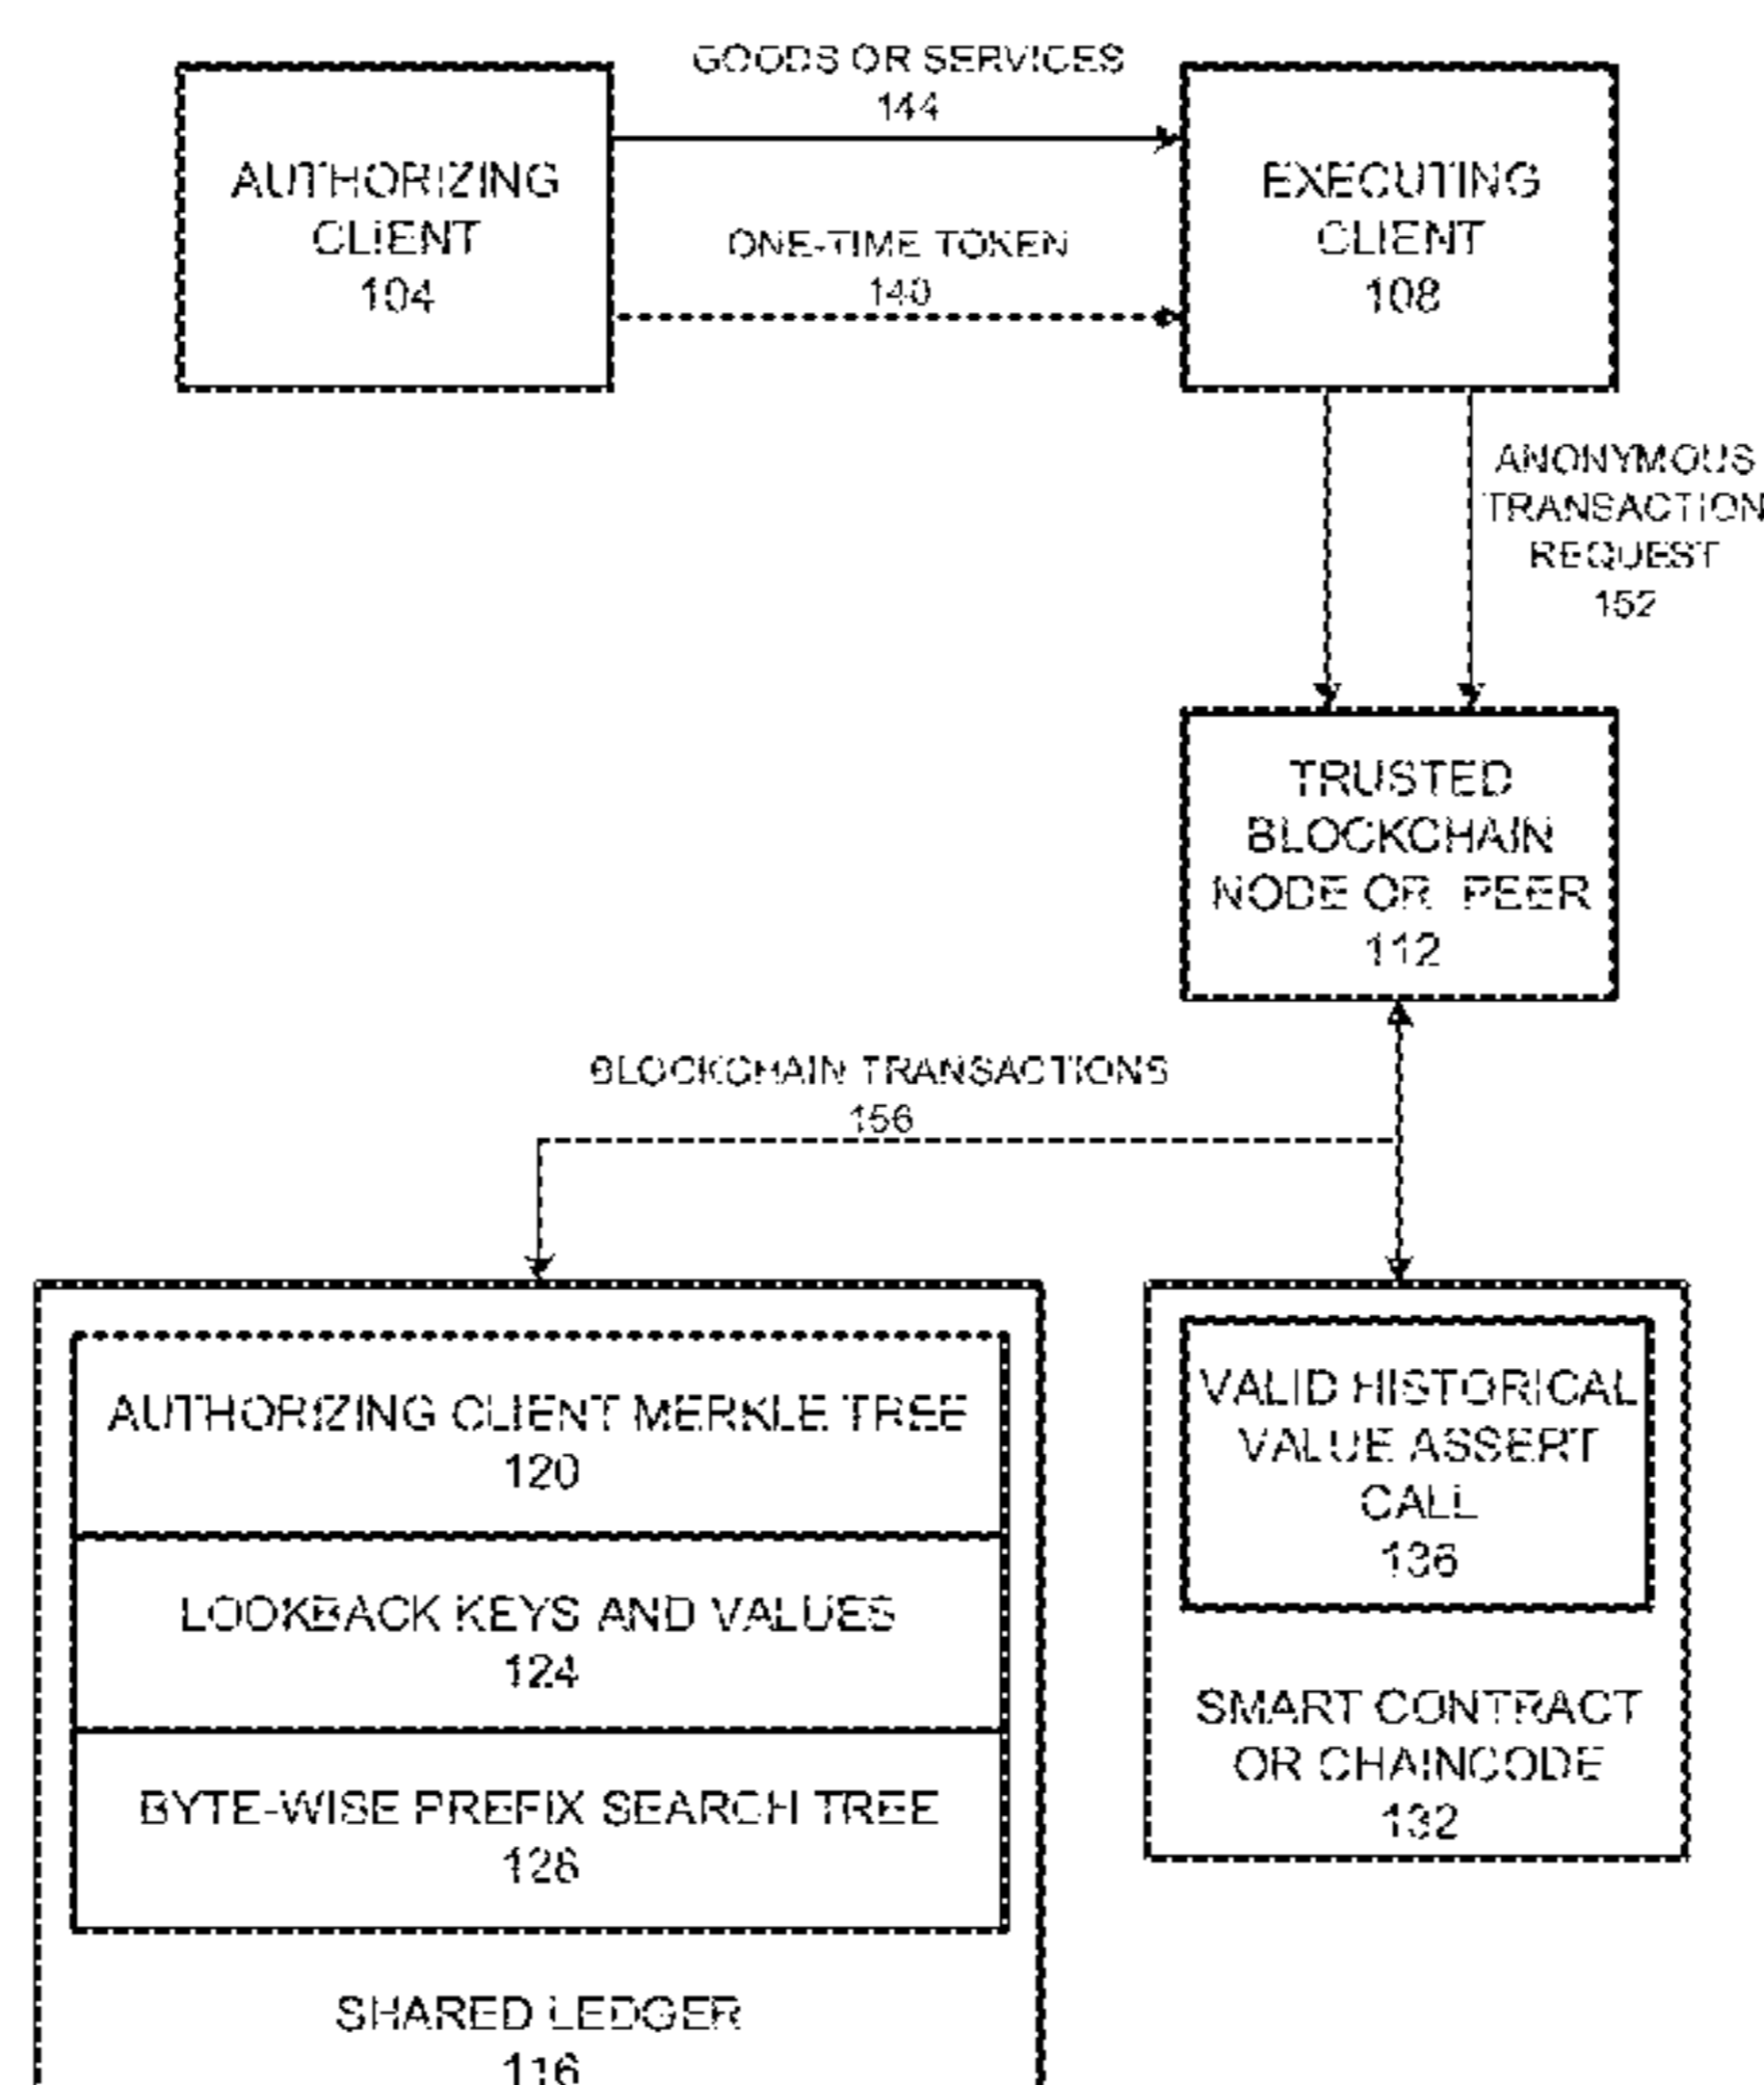 GOODS OR SERVICES
144
AUTHORIZING
CLIENT
104
ONE-TIME TOKEN
140
EXECUTING
CLIENT
108
ANONYMOUS
TRANSACTION
REQUEST
152
TRUSTED
BLOCKCHAIN
NODE OR PEER
112
BLOCKCHAIN TRANSACTIONS
156
AUTHORIZING CLIENT MERKLE TREE
120
LOOKBACK KEYS AND VALUES
124
BYTE-WISE PREFIX SEARCH TREE
128
SHARED LEDGER
116
VALID HISTORICAL
VALUE ASSERT
CALL
136
SMART CONTRACT
OR CHAINCODE
132